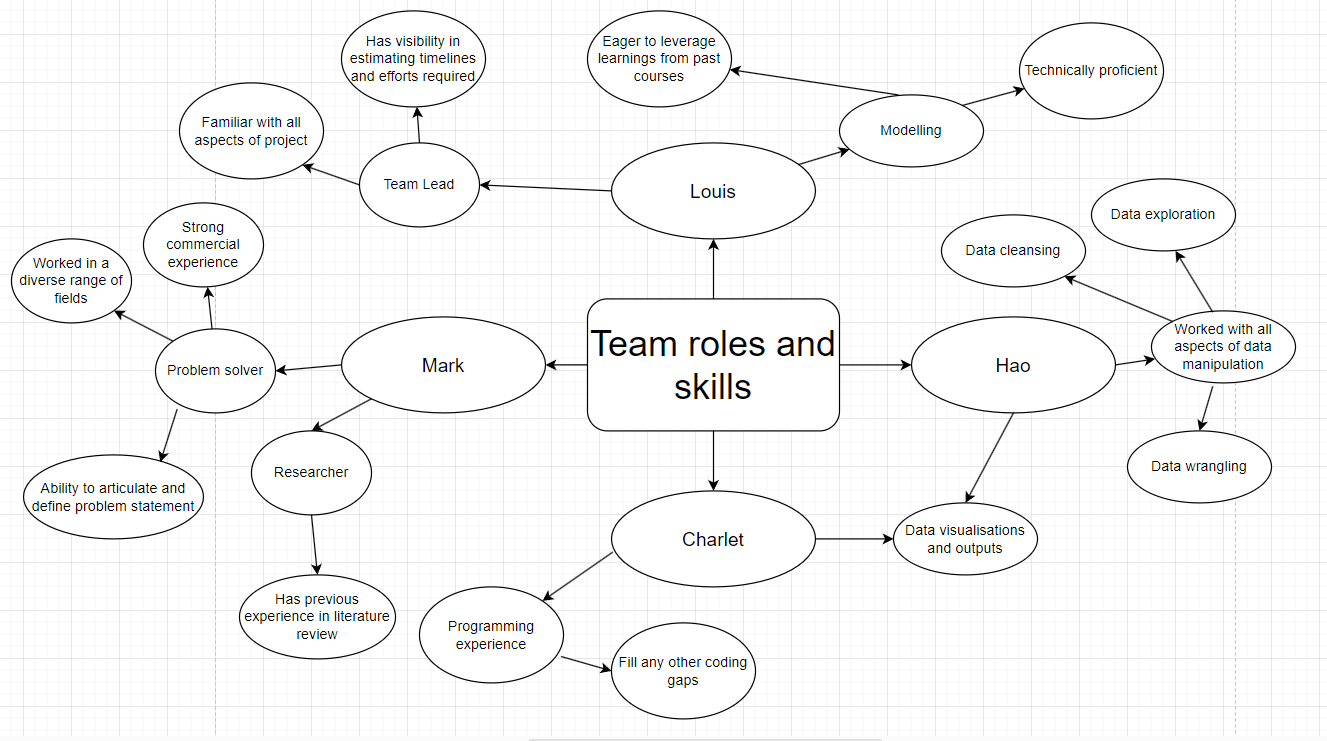 Has visibility in
estimating timelines
and efforts required
Eager to leverage
learnings from past
courses
Technically proficient
Familiar with all
aspects of project
Modelling
Team Lead
Louis
Strong
commercial
experience
Data exploration
Data cleansing
Worked in a
diverse range of
fields
Team roles and
skills
Worked with all
aspects of data
manipulation
Problem solver
Mark
Hao
Researcher
Data wrangling
Ability to articulate and
define problem statement
Charlet
Data visualisations
and outputs
Has previous
experience in literature
review
Programming
experience
Fill any other coding
gaps